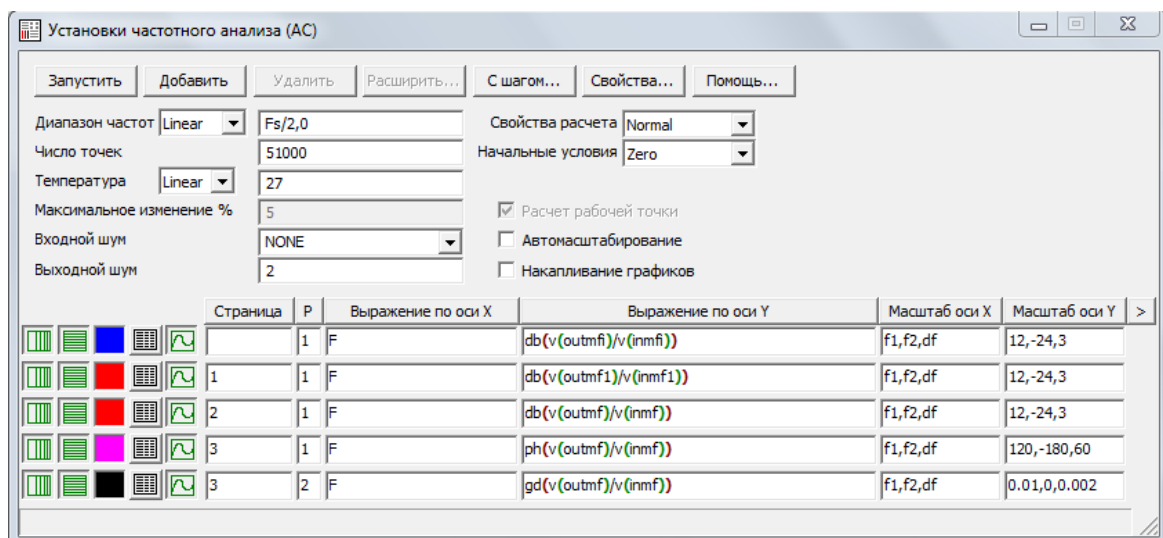 Установки частотного анализа (AC)
Запустить Добавить Удалить Расширить... С шагом... Свойства... Помощь...
Диапазон частот Linear Fs/2,0 Свойства расчета Normal
Число точек 51000 Начальные условия Zero
Температура Linear 27
Максимальное изменение % 5 Расчет рабочей точки
Входной шум NONE Автомасштабирование
Выходной шум 2 Накапливание графиков
Страница P Выражение по оси X Выражение по оси Y Масштаб оси X Масштаб оси Y >
1 F db(v(outmfi)/v(inmfi)) f1,f2,df 12,-24,3
1 1 F db(v(outmf1)/v(inmf1)) f1,f2,df 12,-24,3
2 1 F db(v(outmf)/v(inmf)) f1,f2,df 12,-24,3
3 1 F ph(v(outmf)/v(inmf)) f1,f2,df 120,-180,60
3 2 F gd(v(outmf)/v(inmf)) f1,f2,df 0.01,0,0.002